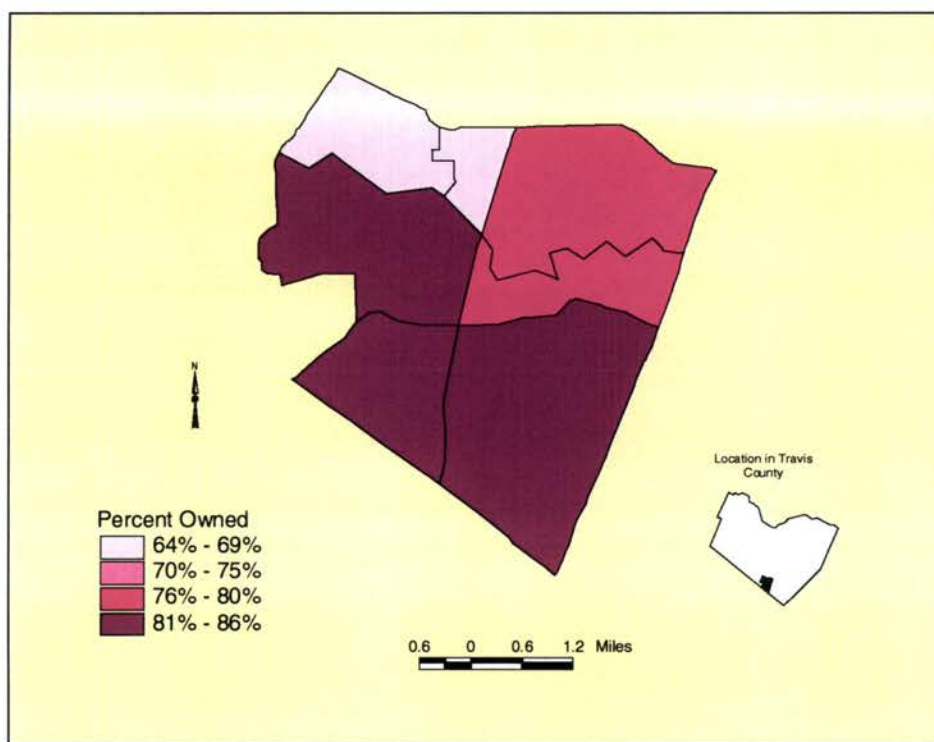 N
Location in Travis
County
Percent Owned
64% - 69%
70% - 75%
76% - 80%
81% - 86%
0.6 0 0.6 1.2 Miles